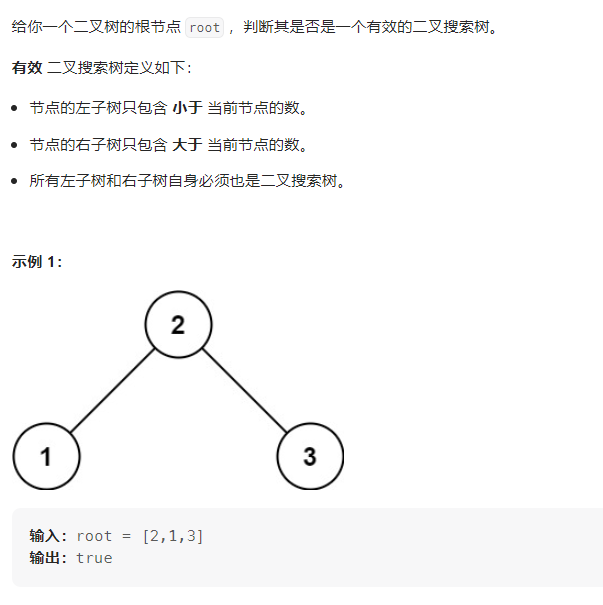 给你一个二叉树的根节点 root ，判断其是否是一个有效的二叉搜索树。
有效 二叉搜索树定义如下：
• 节点的左子树只包含 小于 当前节点的数。
• 节点的右子树只包含 大于 当前节点的数。
• 所有左子树和右子树自身必须也是二叉搜索树。
示例 1：
2
1 3
输入：root = [2,1,3]
输出：true